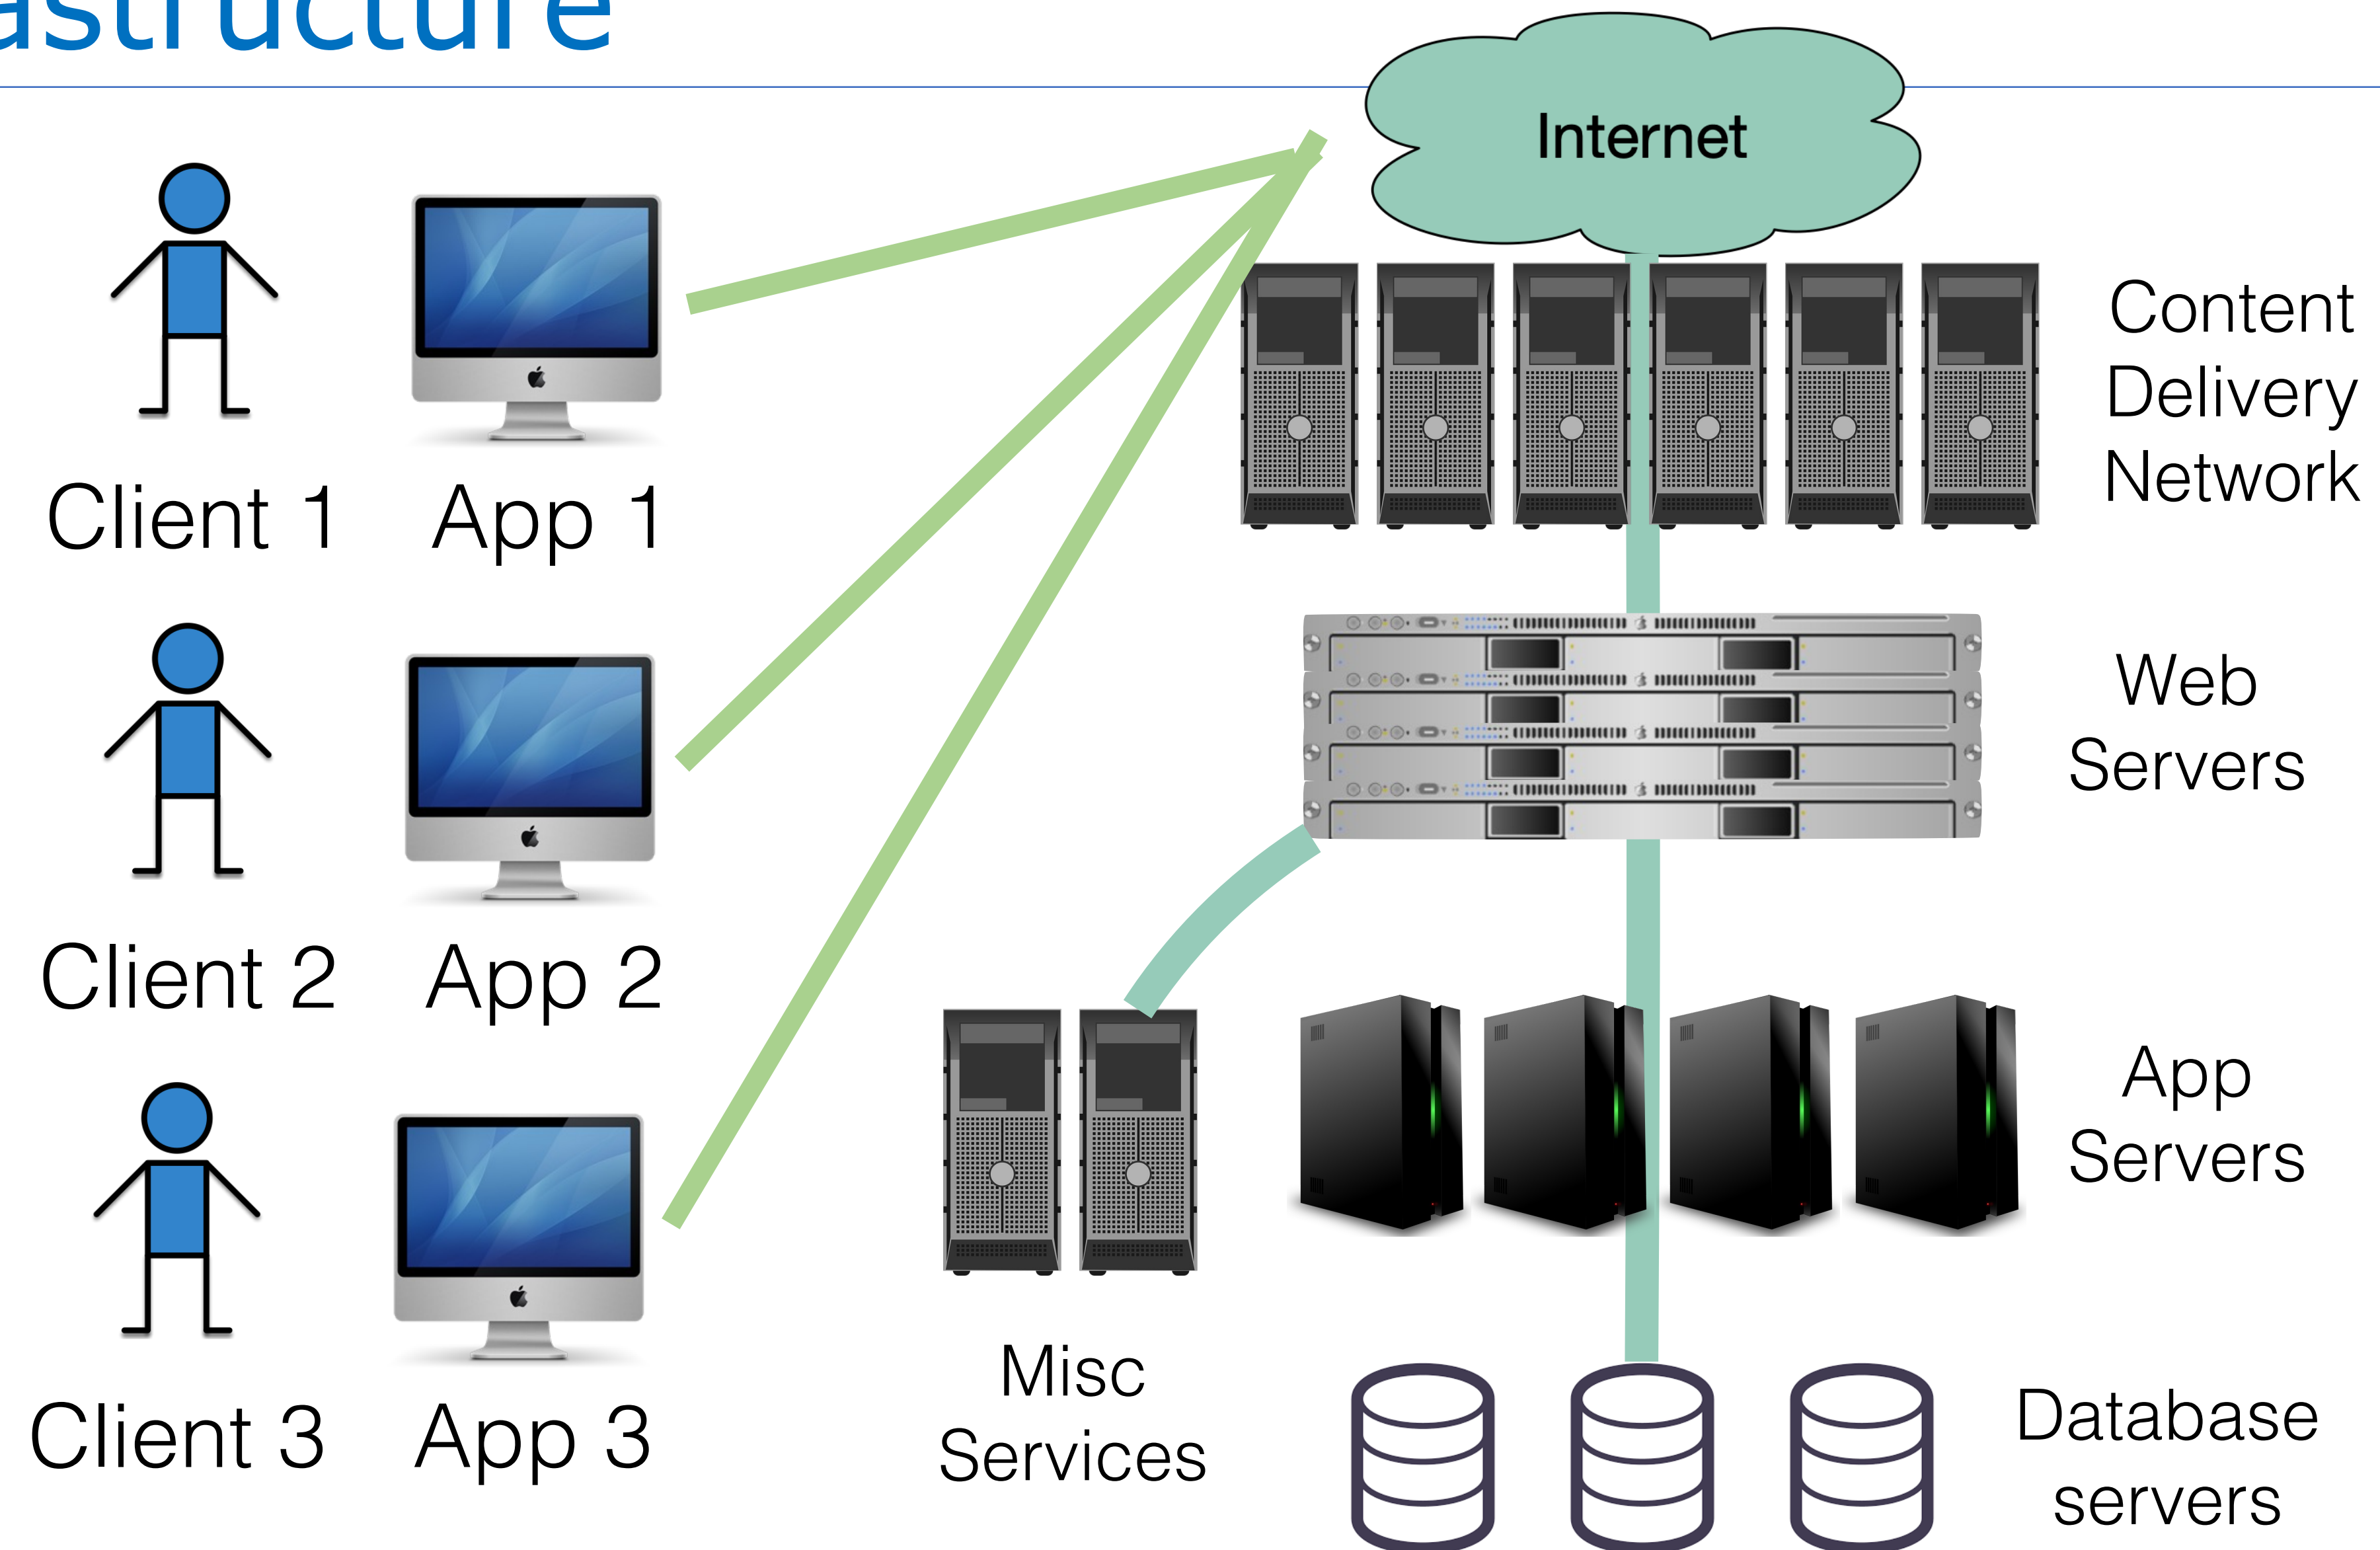 astructure
Internet
Client 1
App 1
Content
Delivery
Network
Client 2
App 2
Web
Servers
App
Servers
Client 3
App 3
Misc
Services
Database
servers